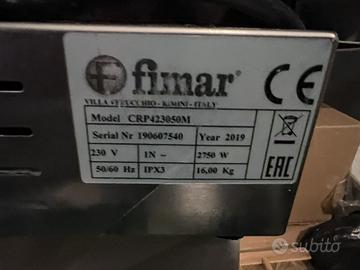 fimar®
CE
VILLA VERUCCHIO - RIMINI - ITALY
Model CRP423050M
Serial Nr 190607540 Year 2019
230 V 1N ~ 2750 W
50/60 Hz IPX3 16,00 Kg
EAC
subito